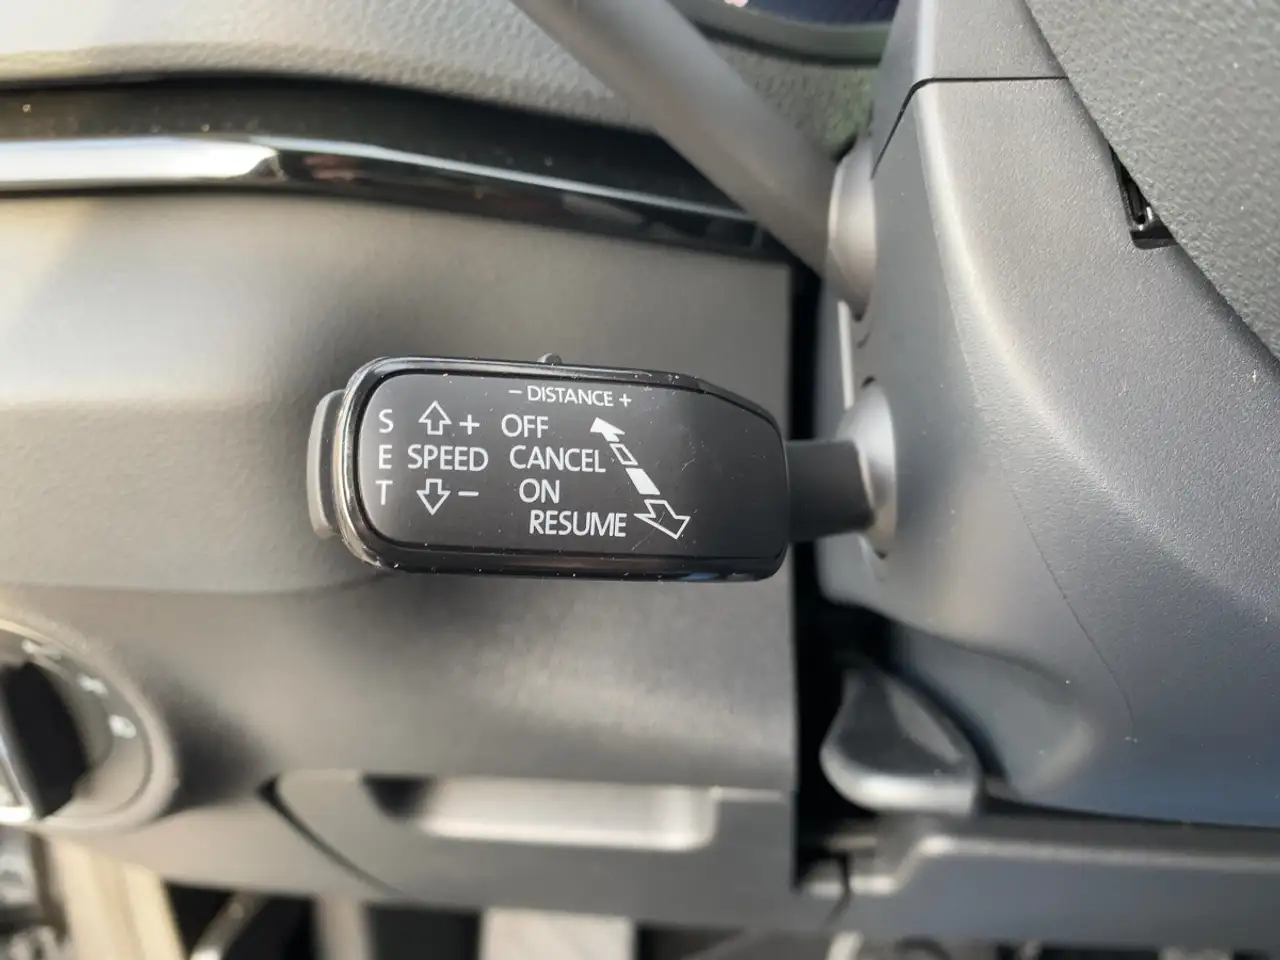 − DISTANCE +
S + OFF
E SPEED CANCEL
T − ON
RESUME